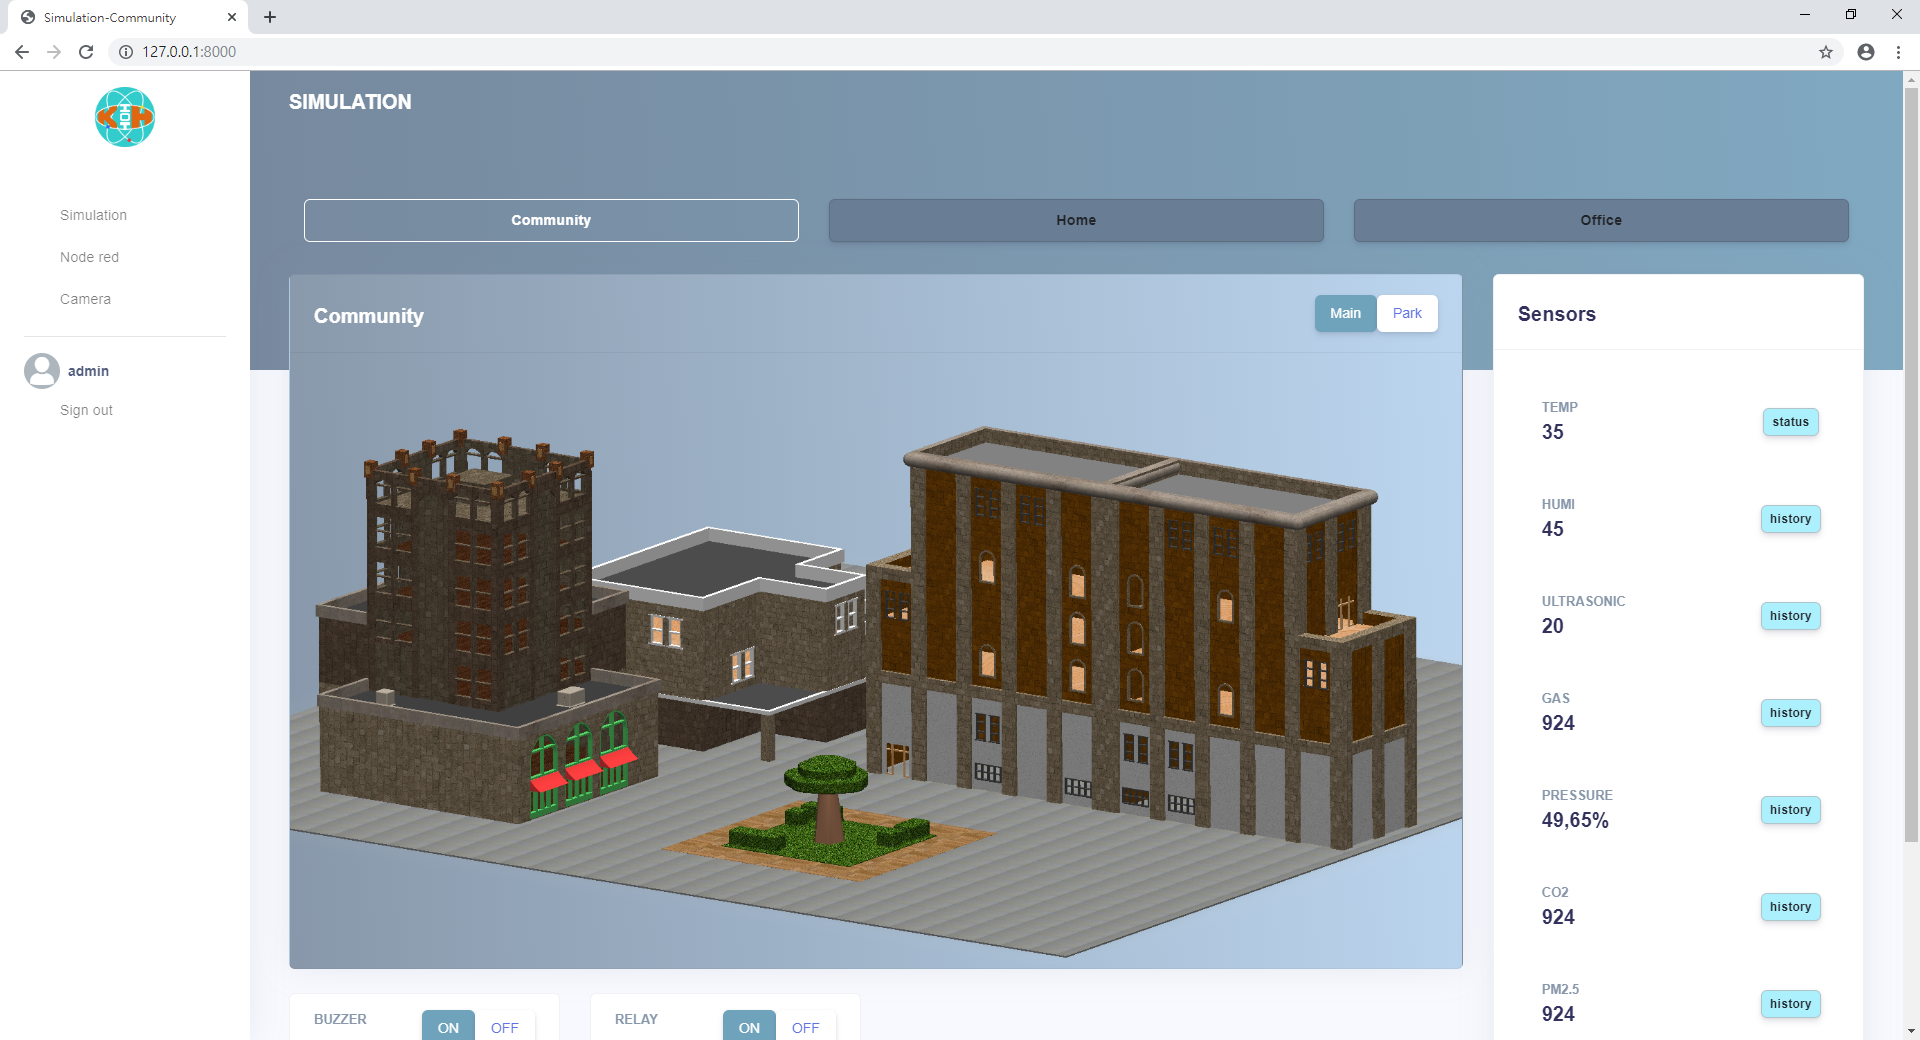 Simulation-Community
127.0.0.1:8000
KHOH
SIMULATION
Simulation
Node red
Camera
admin
Sign out
Community
Home
Office
Community
Main
Park
Sensors
TEMP
35
status
HUMI
45
history
ULTRASONIC
20
history
GAS
924
history
PRESSURE
49,65%
history
CO2
924
history
PM2.5
924
history
BUZZER
ON
OFF
RELAY
ON
OFF